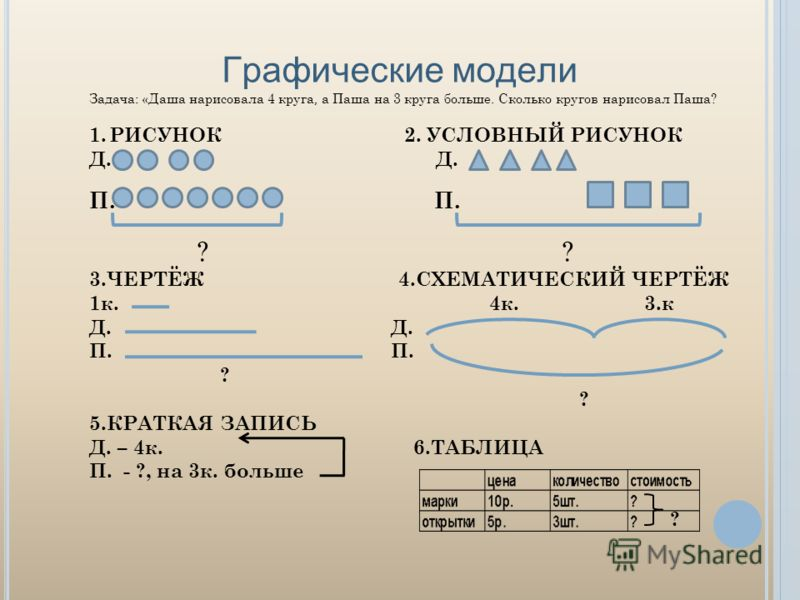 Графические модели
Задача: «Даша нарисовала 4 круга, а Паша на 3 круга больше. Сколько кругов нарисовал Паша?
1. РИСУНОК 2. УСЛОВНЫЙ РИСУНОК
Д. Д.
П. П.
? ?
3.ЧЕРТЁЖ 4.СХЕМАТИЧЕСКИЙ ЧЕРТЁЖ
1к. 4к. 3.к
Д. Д.
П. П.
?
?
5.КРАТКАЯ ЗАПИСЬ
Д. – 4к. 6.ТАБЛИЦА
П. - ?, на 3к. больше
цена количество стоимость
марки 10р. 5шт. ?
открытки 5р. 3шт. ?
?
MyShared